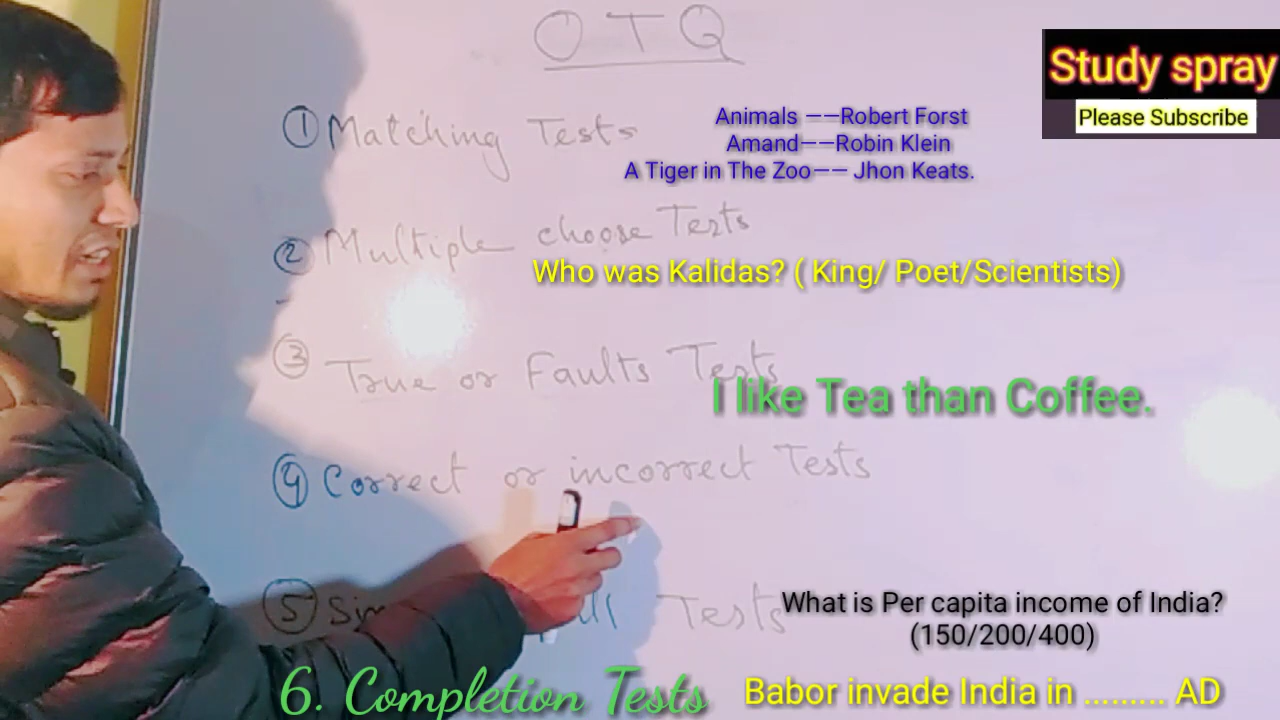 O T Q
Study spray
Please Subscribe
① Matching Tests
Animals ——Robert Forst
Amand——Robin Klein
A Tiger in The Zoo—— Jhon Keats.
② Multiple choose Tests
Who was Kalidas? ( King/ Poet/Scientists)
③ True or Faults Tests
I like Tea than Coffee.
④ Correct or incorrect Tests
⑤ Tests
What is Per capita income of India?
(150/200/400)
6. Completion Tests
Babor invade India in ......... AD